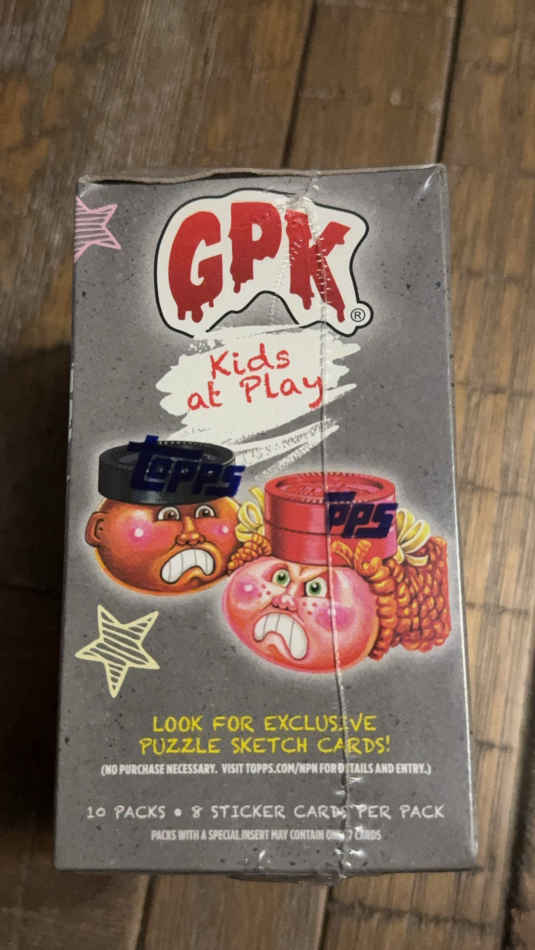 GPK®
Kids
at Play
topps
topps
LOOK FOR EXCLUSIVE
PUZZLE SKETCH CARDS!
(NO PURCHASE NECESSARY. VISIT TOPPS.COM/NPN FOR DETAILS AND ENTRY.)
10 PACKS • 8 STICKER CARDS PER PACK
PACKS WITH A SPECIAL INSERT MAY CONTAIN ONLY 7 CARDS